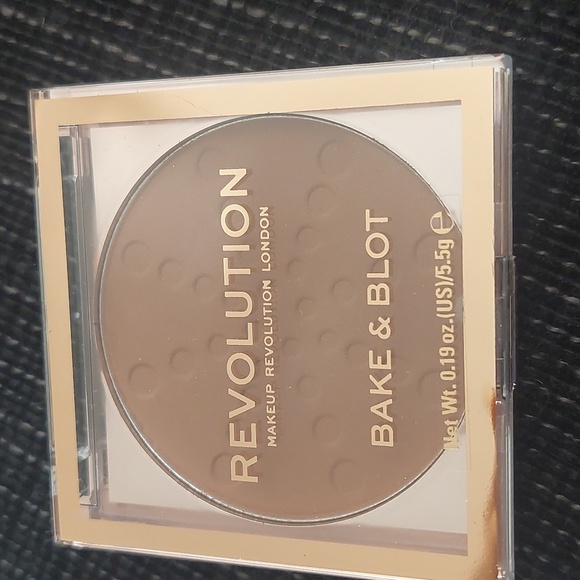 REVOLUTION
MAKEUP REVOLUTION LONDON
BAKE & BLOT
Net Wt. 0.19 oz.(US)/5.5g ℮